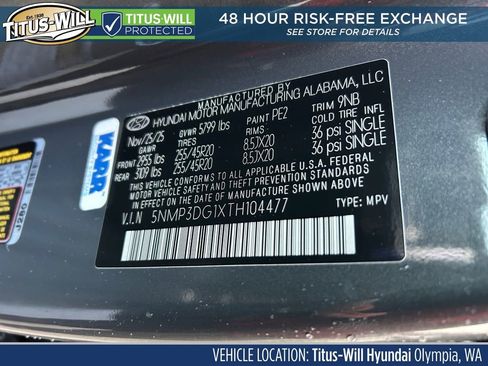 EST. 1938
TITUS-WILL
TITUS-WILL
PROTECTED
48 HOUR RISK-FREE EXCHANGE
SEE STORE FOR DETAILS
MANUFACTURED BY
HYUNDAI MOTOR MANUFACTURING ALABAMA, LLC
Nov/25/25 GVWR 5799 lbs PAINT PE2 TRIM 9NB
GAWR TIRES RIMS COLD TIRE INFL
FRONT 2955 lbs 255/45R20 8.5JX20 36 psi SINGLE
REAR 3109 lbs 255/45R20 8.5JX20 36 psi SINGLE
THIS VEHICLE CONFORMS TO ALL APPLICABLE U.S.A. FEDERAL
MOTOR VEHICLE SAFETY, BUMPER, AND THEFT PREVENTION
STANDARDS IN EFFECT ON THE DATE OF MANUFACTURE
SHOWN ABOVE.
V.I.N 5NMP3DG1XTH104477 TYPE: MPV
KARR
J280
VEHICLE LOCATION: Titus-Will Hyundai Olympia, WA